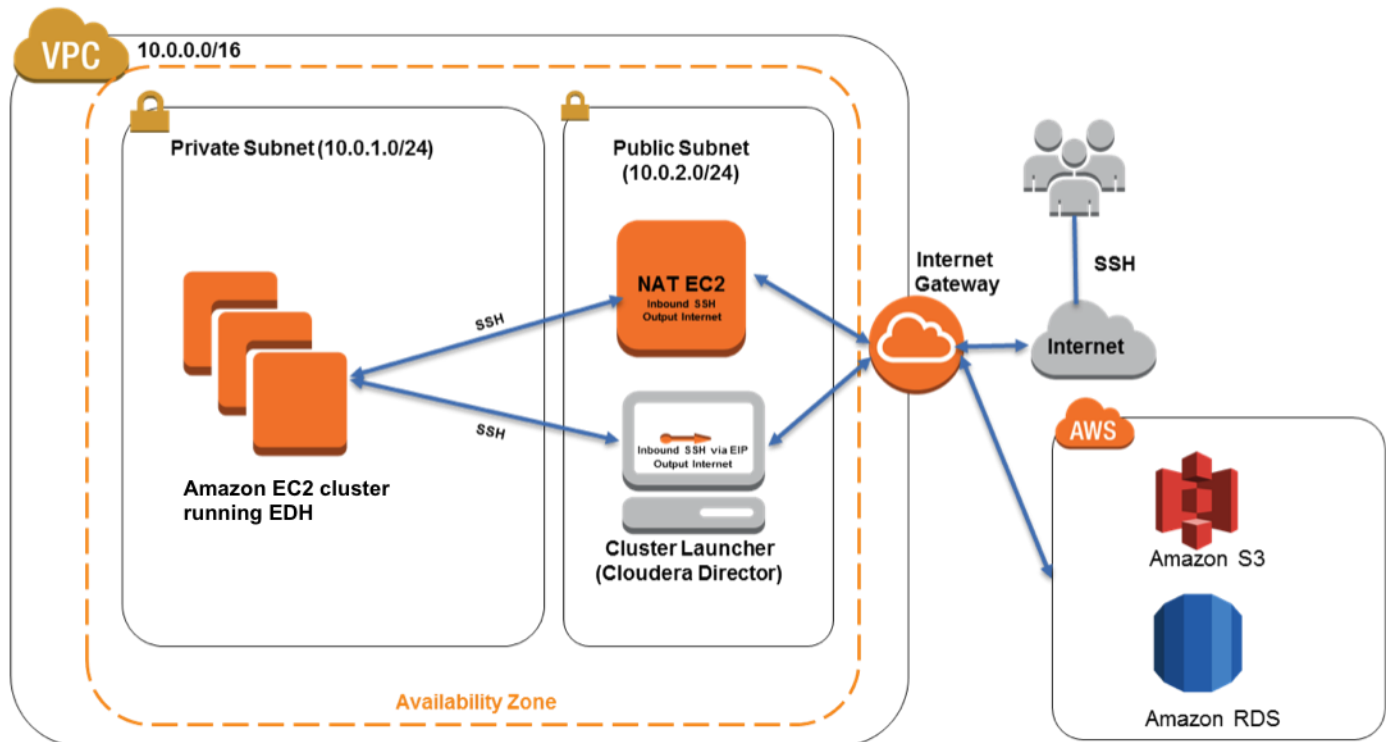 VPC
10.0.0.0/16
Private Subnet (10.0.1.0/24)
Public Subnet
(10.0.2.0/24)
NAT EC2
Inbound SSH
Output Internet
SSH
SSH
Inbound SSH via EIP
Output Internet
Amazon EC2 cluster
running EDH
Cluster Launcher
(Cloudera Director)
Availability Zone
Internet
Gateway
SSH
Internet
AWS
Amazon S3
Amazon RDS